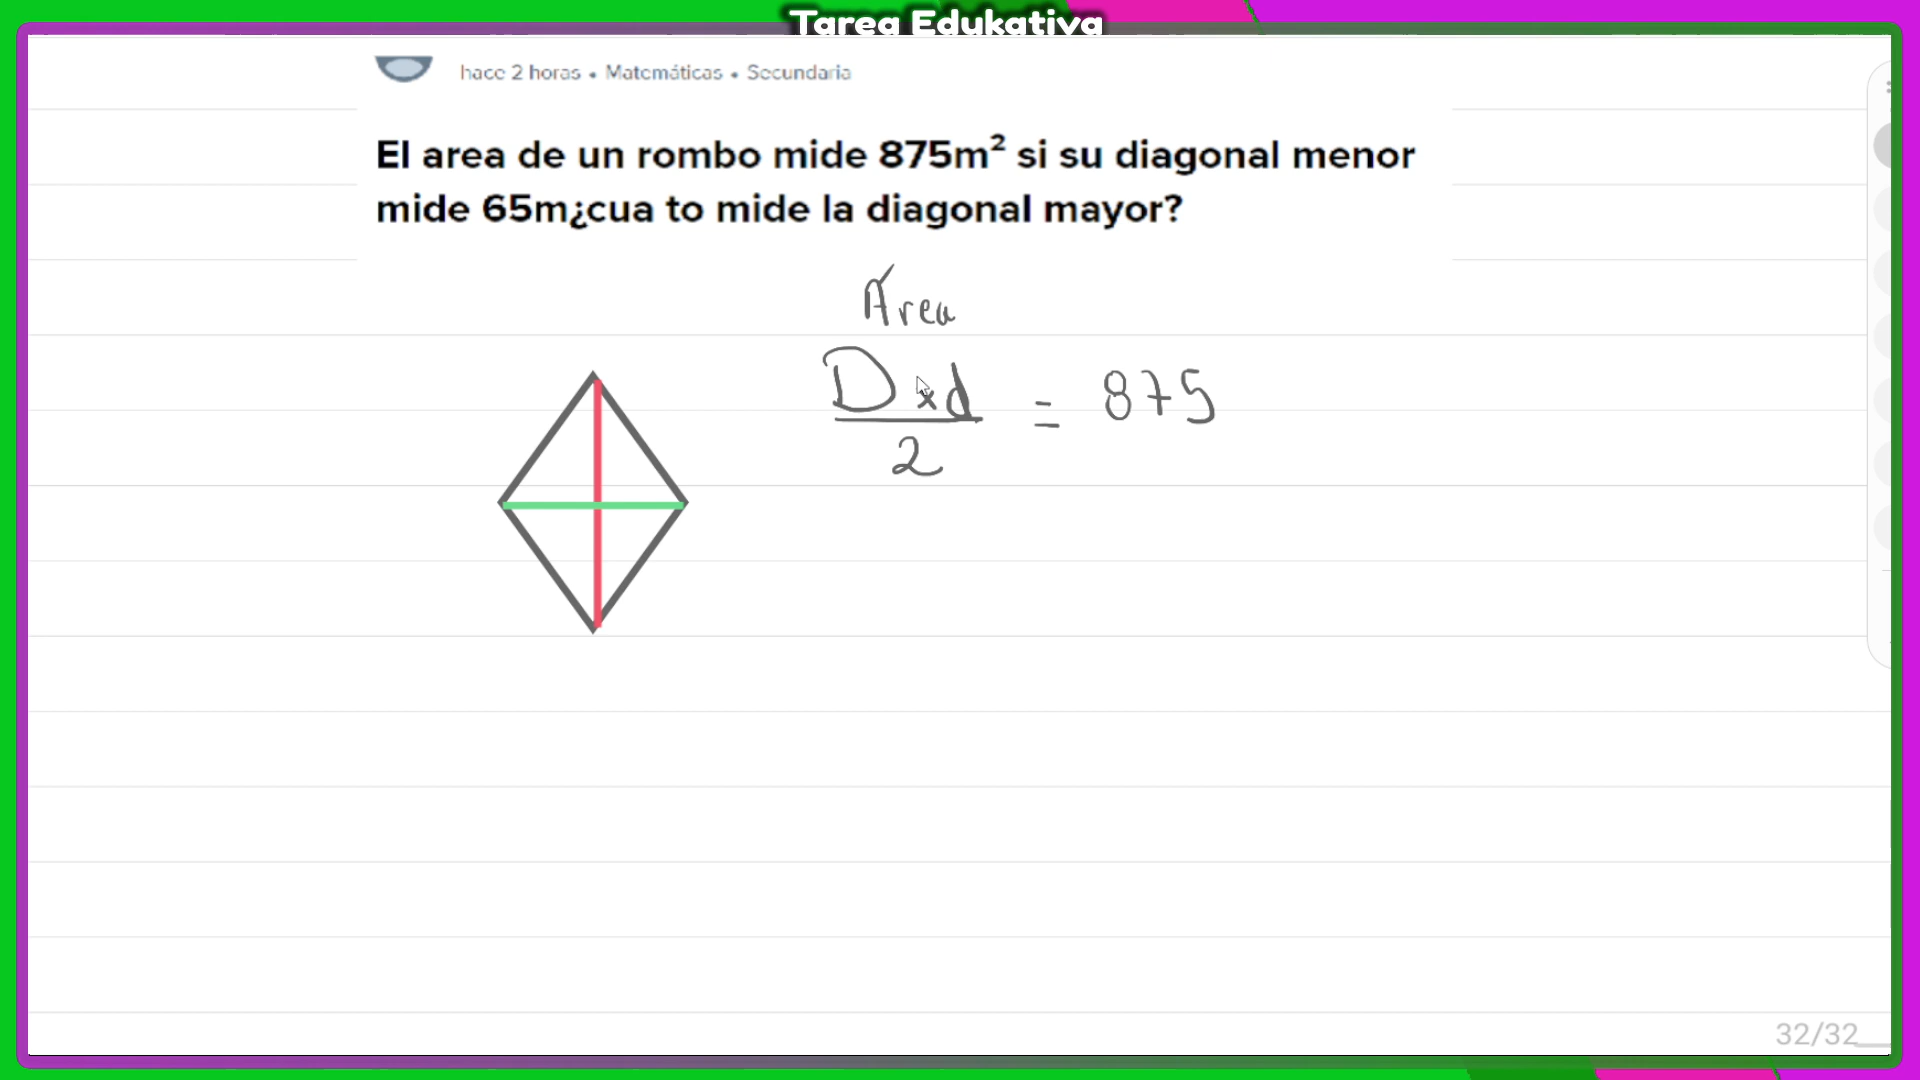 Tarea Edukativa
hace 2 horas • Matemáticas • Secundaria
El area de un rombo mide 875m² si su diagonal menor
mide 65m¿cua to mide la diagonal mayor?
Área
D x d
= 875
2
32/32